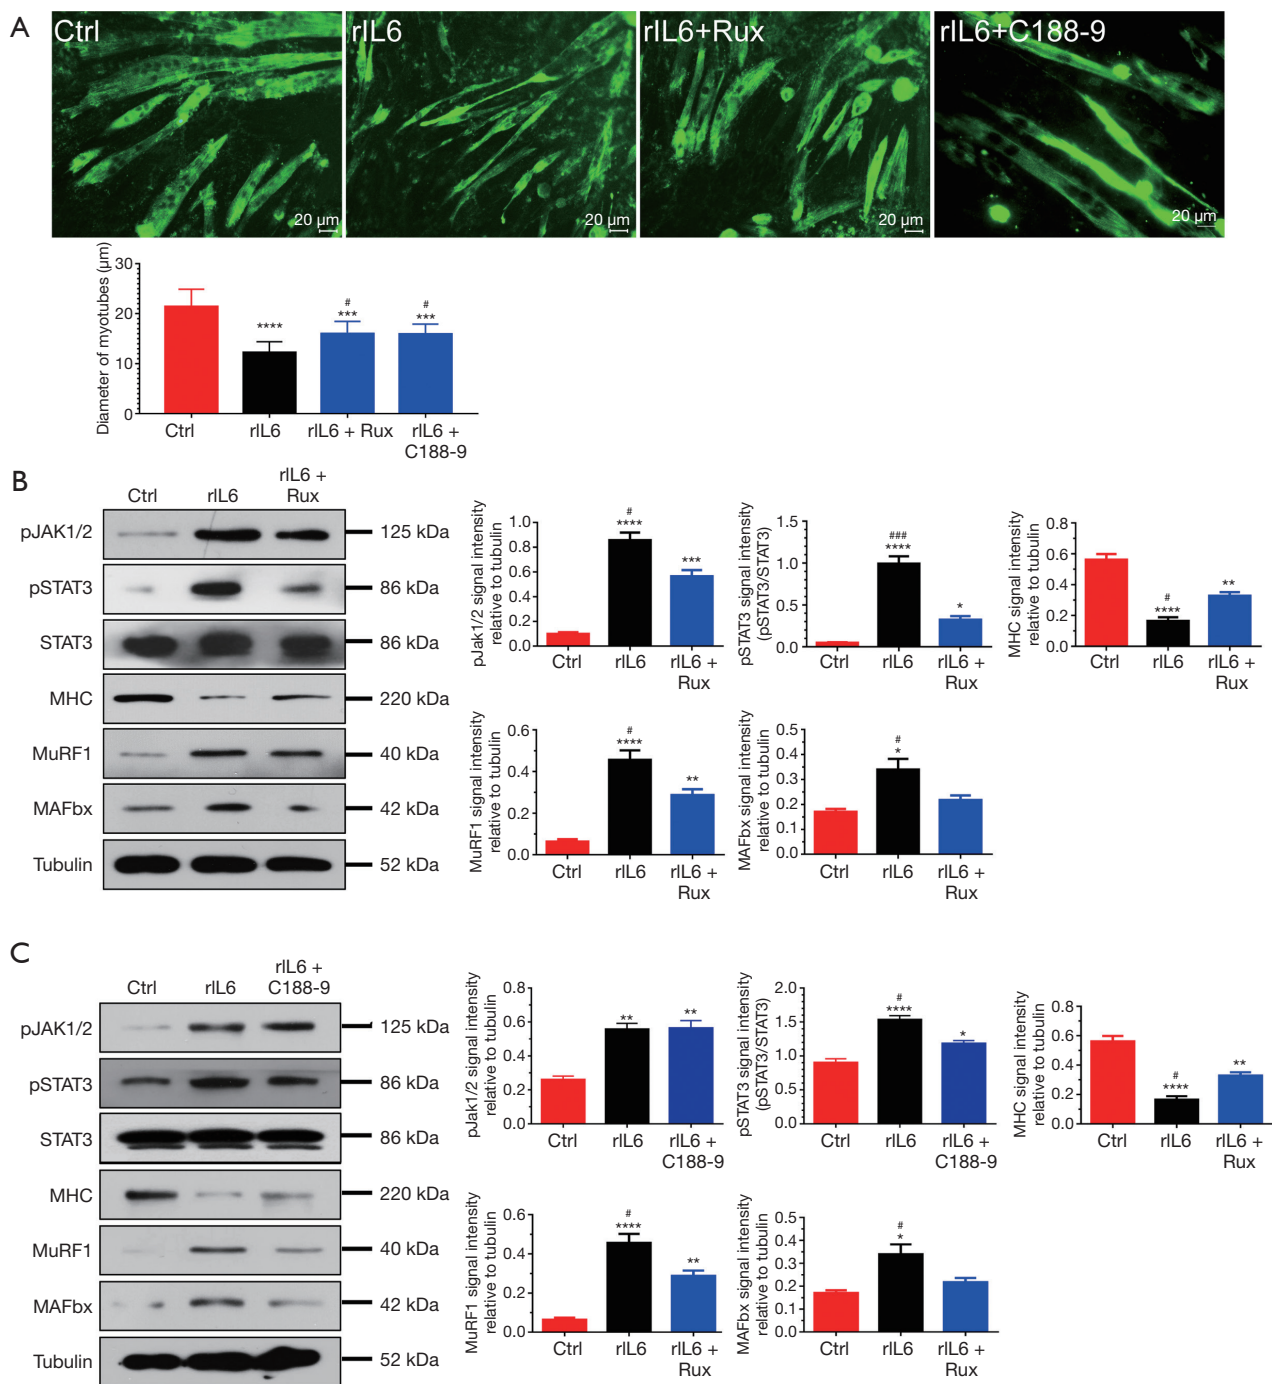 A
Ctrl
rIL6
rIL6+Rux
rIL6+C188-9
20 µm
20 µm
20 µm
20 µm
Diameter of myotubes (µm)
30
20
10
0
****
#
***
#
***
Ctrl
rIL6
rIL6 + Rux
rIL6 +
C188-9
B
Ctrl
rIL6
rIL6 +
Rux
pJAK1/2
125 kDa
pSTAT3
86 kDa
STAT3
86 kDa
MHC
220 kDa
MuRF1
40 kDa
MAFbx
42 kDa
Tubulin
52 kDa
pJak1/2 signal intensity
relative to tubulin
1.0
0.8
0.6
0.4
0.2
0.0
#
****
***
Ctrl
rIL6
rIL6 +
Rux
pSTAT3 signal intensity
(pSTAT3/STAT3)
1.5
1.0
0.5
0.0
###
****
*
Ctrl
rIL6
rIL6 +
Rux
MHC signal intensity
relative to tubulin
0.8
0.6
0.4
0.2
0.0
#
****
**
Ctrl
rIL6
rIL6 +
Rux
MuRF1 signal intensity
relative to tubulin
0.6
0.4
0.2
0.0
#
****
**
Ctrl
rIL6
rIL6 +
Rux
MAFbx signal intensity
relative to tubulin
0.5
0.4
0.3
0.2
0.1
0.0
#
*
Ctrl
rIL6
rIL6 +
Rux
C
Ctrl
rIL6
rIL6 +
C188-9
pJAK1/2
125 kDa
pSTAT3
86 kDa
STAT3
86 kDa
MHC
220 kDa
MuRF1
40 kDa
MAFbx
42 kDa
Tubulin
52 kDa
pJak1/2 signal intensity
relative to tubulin
0.8
0.6
0.4
0.2
0.0
**
**
Ctrl
rIL6
rIL6 +
C188-9
pSTAT3 signal intensity
(pSTAT3/STAT3)
2.0
1.5
1.0
0.5
0.0
#
****
*
Ctrl
rIL6
rIL6 +
C188-9
MHC signal intensity
relative to tubulin
0.8
0.6
0.4
0.2
0.0
#
****
**
Ctrl
rIL6
rIL6 +
Rux
MuRF1 signal intensity
relative to tubulin
0.6
0.4
0.2
0.0
#
****
**
Ctrl
rIL6
rIL6 +
Rux
MAFbx signal intensity
relative to tubulin
0.5
0.4
0.3
0.2
0.1
0.0
#
*
Ctrl
rIL6
rIL6 +
Rux